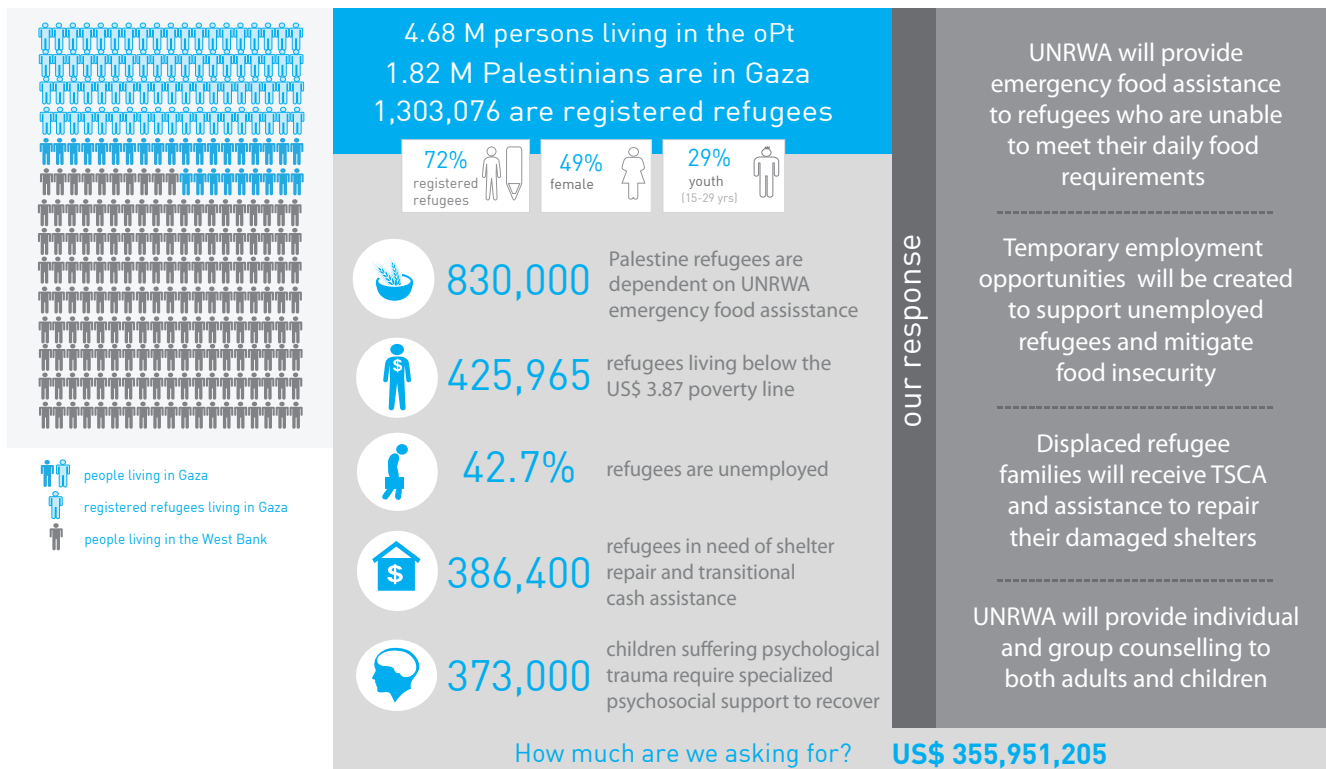 people living in Gaza
registered refugees living in Gaza
people living in the West Bank
4.68 M persons living in the oPt
1.82 M Palestinians are in Gaza
1,303,076 are registered refugees
72%
registered
refugees
49%
female
29%
youth
(15-29 yrs)
830,000
Palestine refugees are
dependent on UNRWA
emergency food assisstance
$
425,965
refugees living below the
US$ 3.87 poverty line
42.7%
refugees are unemployed
$
386,400
refugees in need of shelter
repair and transitional
cash assistance
373,000
children suffering psychological
trauma require specialized
psychosocial support to recover
our response
UNRWA will provide
emergency food assistance
to refugees who are unable
to meet their daily food
requirements
Temporary employment
opportunities will be created
to support unemployed
refugees and mitigate
food insecurity
Displaced refugee
families will receive TSCA
and assistance to repair
their damaged shelters
UNRWA will provide individual
and group counselling to
both adults and children
How much are we asking for? US$ 355,951,205